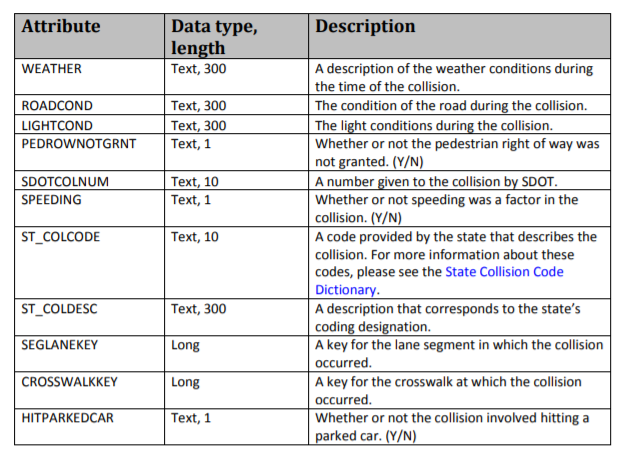 Attribute Data type, length Description
WEATHER Text, 300 A description of the weather conditions during
the time of the collision.
ROADCOND Text, 300 The condition of the road during the collision.
LIGHTCOND Text, 300 The light conditions during the collision.
PEDROWNOTGRNT Text, 1 Whether or not the pedestrian right of way was
not granted. (Y/N)
SDOTCOLNUM Text, 10 A number given to the collision by SDOT.
SPEEDING Text, 1 Whether or not speeding was a factor in the
collision. (Y/N)
ST_COLCODE Text, 10 A code provided by the state that describes the
collision. For more information about these
codes, please see the State Collision Code
Dictionary.
ST_COLDESC Text, 300 A description that corresponds to the state’s
coding designation.
SEGLANEKEY Long A key for the lane segment in which the collision
occurred.
CROSSWALKKEY Long A key for the crosswalk at which the collision
occurred.
HITPARKEDCAR Text, 1 Whether or not the collision involved hitting a
parked car. (Y/N)